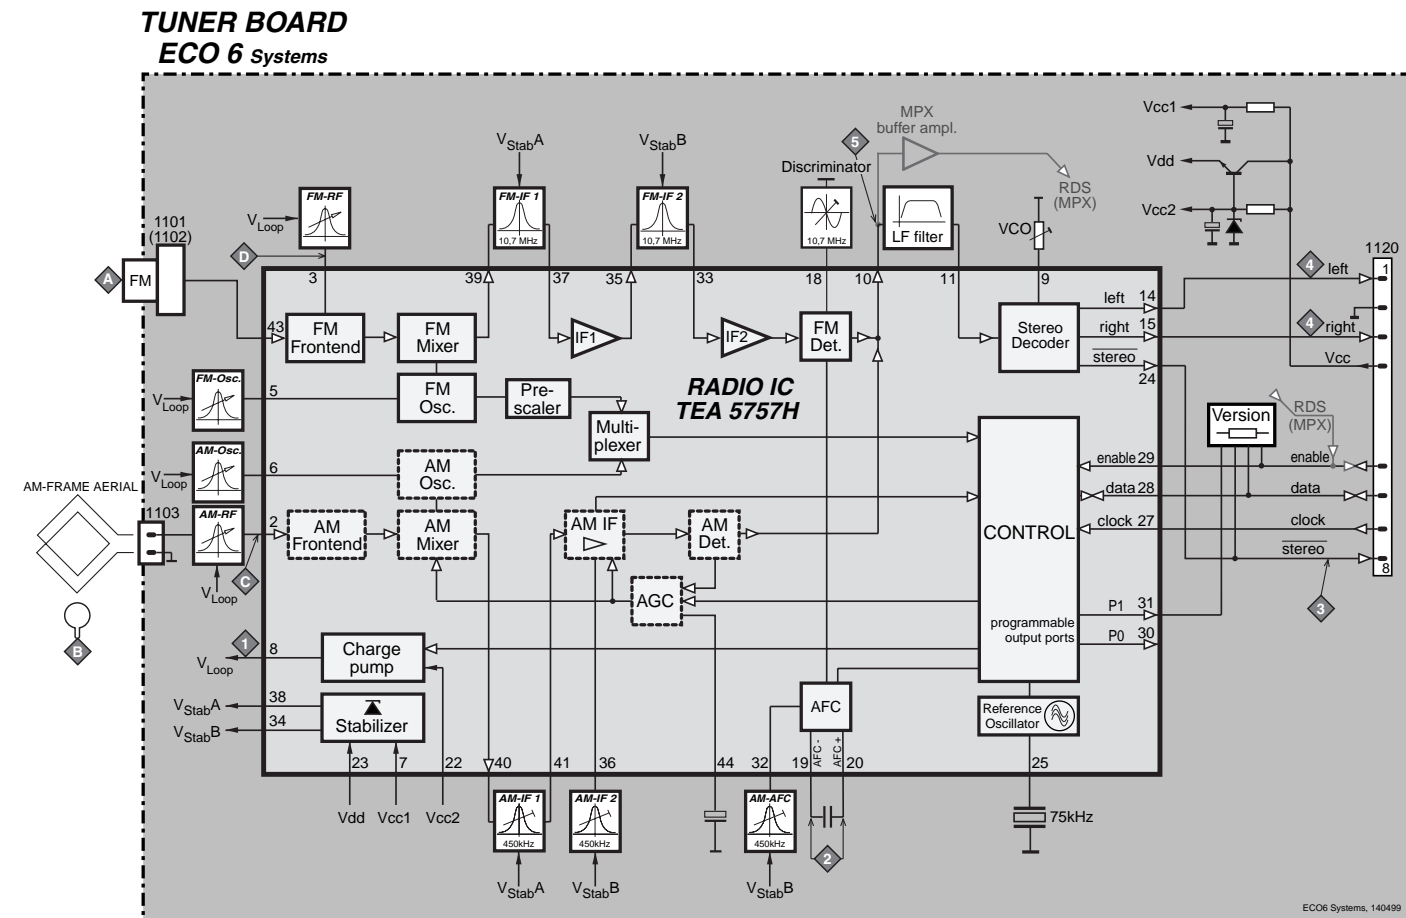 TUNER BOARD
ECO 6 Systems
Vcc1
Vdd
Vcc2
MPX
buffer ampl.
5
RDS
(MPX)
VStabA
VStabB
Discriminator
FM-RF
VLoop
D
FM-IF 1
10,7 MHz
FM-IF 2
10,7 MHz
10,7 MHz
LF filter
VCO
1101
(1102)
A
FM
1120
3
39
37
35
33
18
10
11
9
43
FM
Frontend
FM
Mixer
IF1
IF2
FM
Det.
Stereo
Decoder
left
14
right
15
stereo
24
4
left
1
4
right
Vcc
FM-Osc.
VLoop
5
FM
Osc.
Pre-
scaler
Multi-
plexer
RADIO IC
TEA 5757H
Version
RDS
(MPX)
AM-Osc.
VLoop
6
AM
Osc.
enable 29
enable
data 28
data
clock 27
clock
stereo
8
3
AM-FRAME AERIAL
1103
AM-RF
VLoop
2
C
B
AM
Frontend
AM
Mixer
AM IF
AM
Det.
AGC
CONTROL
programmable
output ports
P1
31
P0
30
1
8
VLoop
Charge
pump
38
VStabA
34
VStabB
Stabilizer
AFC
Reference
Oscillator
AFC -
AFC +
23
7
22
40
41
36
44
32
19
20
25
Vdd
Vcc1
Vcc2
AM-IF 1
450kHz
AM-IF 2
450kHz
AM-AFC
450kHz
2
75kHz
VStabA
VStabB
VStabB
ECO6 Systems, 140499